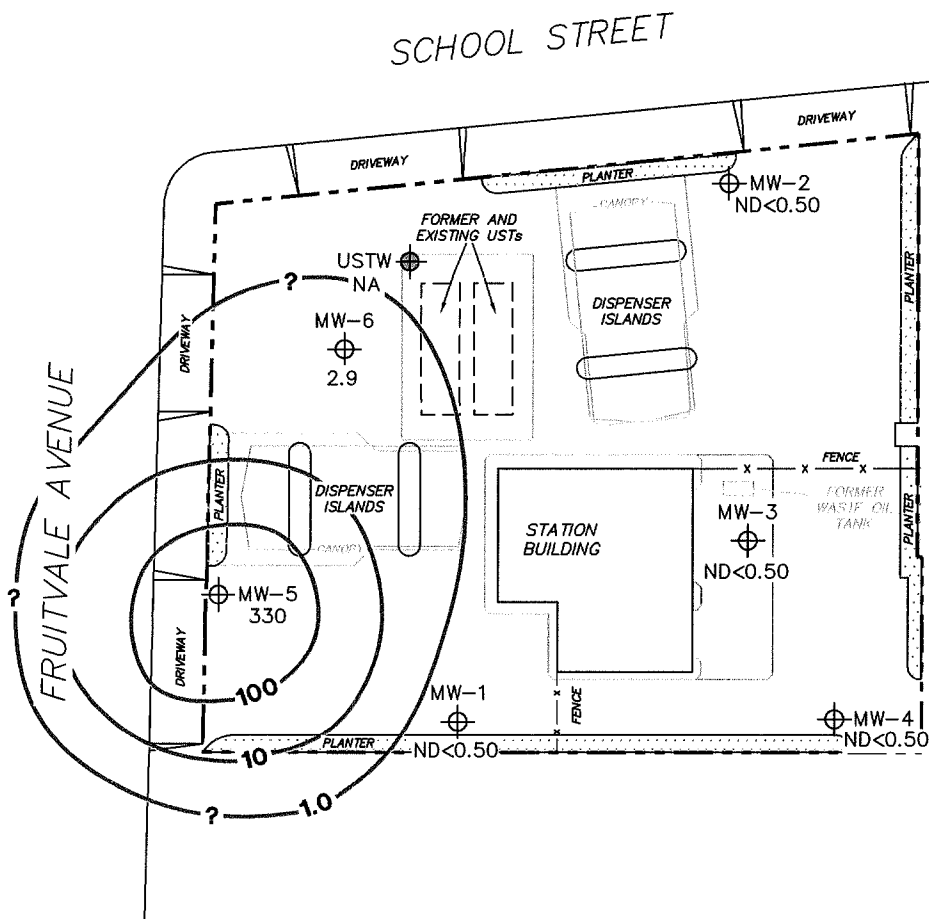 SCHOOL STREET
DRIVEWAY
DRIVEWAY
PLANTER
MW-2
ND<0.50
CANOPY
FORMER AND
EXISTING USTs
USTW
NA
?
DISPENSER
ISLANDS
PLANTER
DRIVEWAY
MW-6
2.9
FRUITVALE AVENUE
PLANTER
DISPENSER
ISLANDS
CANOPY
FENCE
x x x
FORMER
WASTE OIL
TANK
PLANTER
STATION
BUILDING
MW-3
ND<0.50
?
MW-5
330
DRIVEWAY
100
MW-1
ND<0.50
x
FENCE
x
MW-4
ND<0.50
PLANTER
10
1.0
?